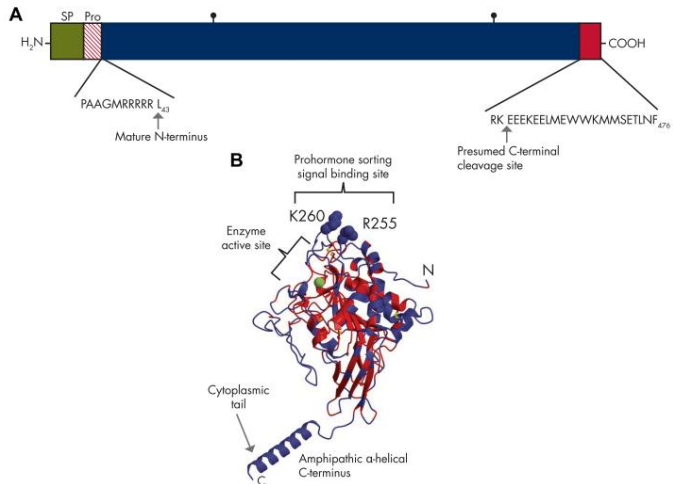 A
SP Pro
H₂N
COOH
PAAGMRRRRR L₄₃
Mature N-terminus
RK EEEKEELMEWWKMMSETLNF₄₇₆
Presumed C-terminal
cleavage site
B
Prohormone sorting
signal binding site
K260
R255
Enzyme
active site
N
Cytoplasmic
tail
Amphipathic α-helical
C-terminus
C